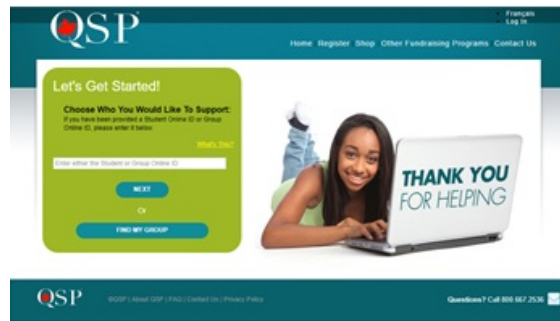 QSP
Français
Log In
Home Register Shop Other Fundraising Programs Contact Us
Let's Get Started!
Choose Who You Would Like To Support:
If you have been provided a Student Online ID or Group
Online ID, please enter it below.
What's This?
Enter either the Student or Group Online ID
NEXT
Or
FIND MY GROUP
THANK YOU
FOR HELPING
QSP
©QSP | About QSP | FAQ | Contact Us | Privacy Policy
Questions? Call 800.667.2536